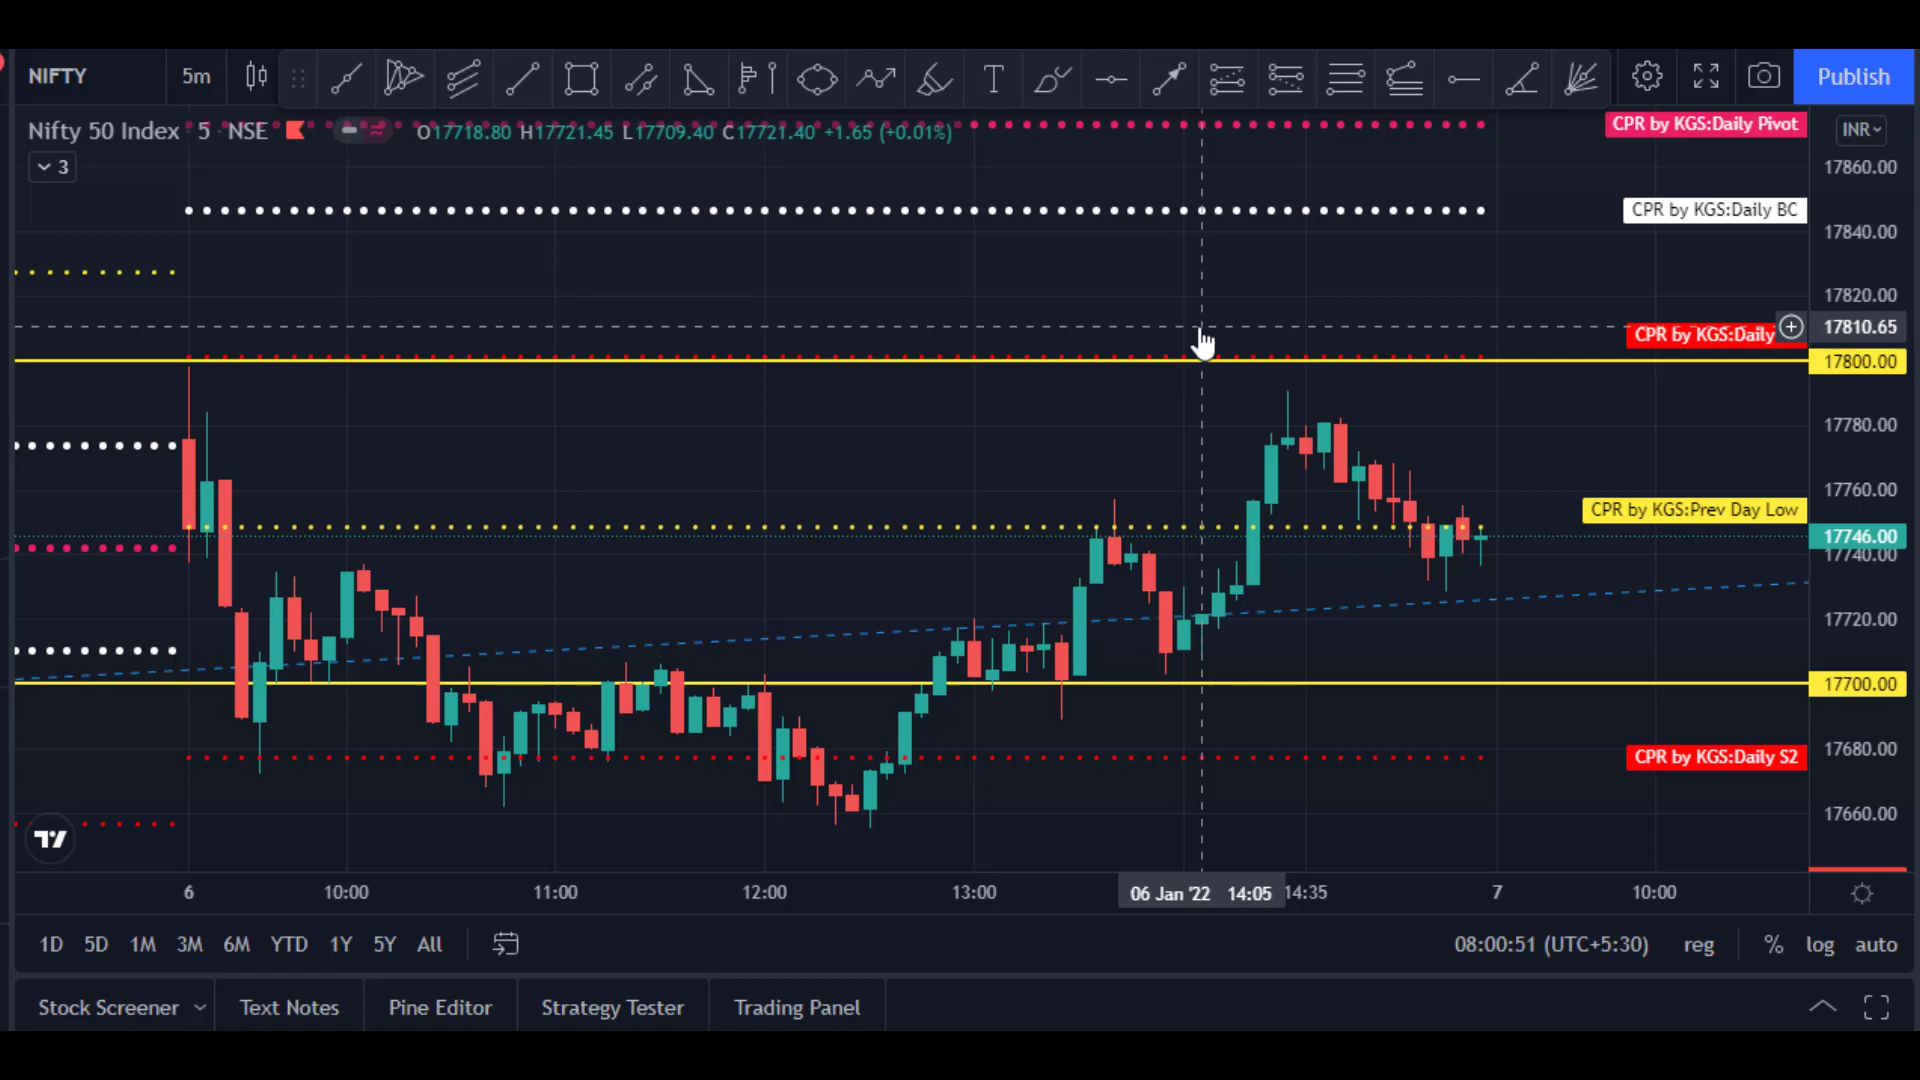 NIFTY 5m Publish
Nifty 50 Index 5 NSE O17718.80 H17721.45 L17709.40 C17721.40 +1.65 (+0.01%) CPR by KGS:Daily Pivot INR
3
17860.00
CPR by KGS:Daily BC
17840.00
17820.00
CPR by KGS:Daily
17810.65
17800.00
17780.00
17760.00
CPR by KGS:Prev Day Low
17746.00
17740.00
17720.00
17700.00
CPR by KGS:Daily S2 17680.00
17660.00
6 10:00 11:00 12:00 13:00 06 Jan '22 14:05 14:35 7 10:00
1D 5D 1M 3M 6M YTD 1Y 5Y All 08:00:51 (UTC+5:30) reg % log auto
Stock Screener Text Notes Pine Editor Strategy Tester Trading Panel